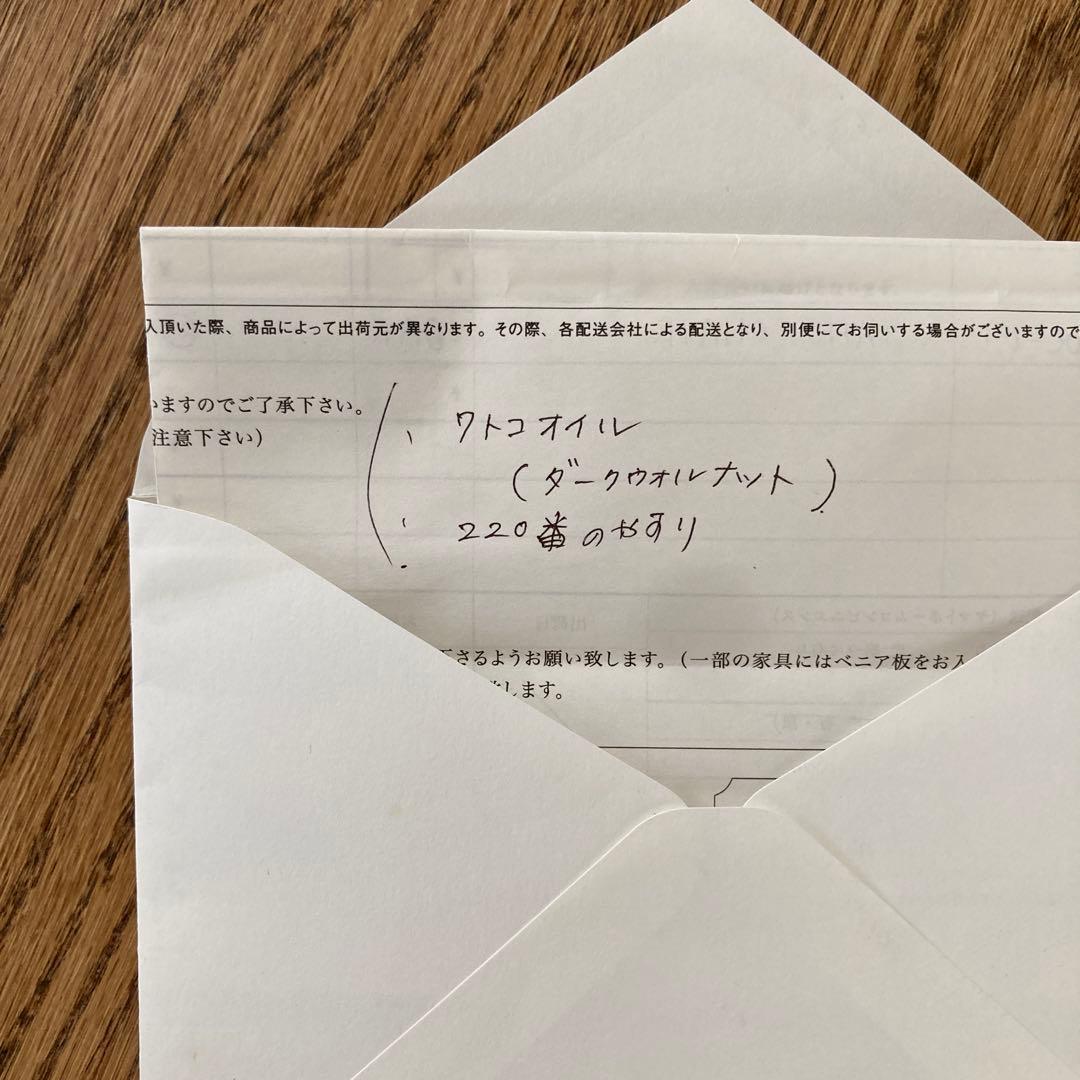 入頂いた際、商品によって出荷元が異なります。その際、各配送会社による配送となり、別便にてお伺いする場合がございますので
いますのでご了承下さい。
注意下さい)
ワトコオイル
(ダークウォルナット)
220番のやすり
下さるようお願い致します。(一部の家具にはベニア板をお入
致します。